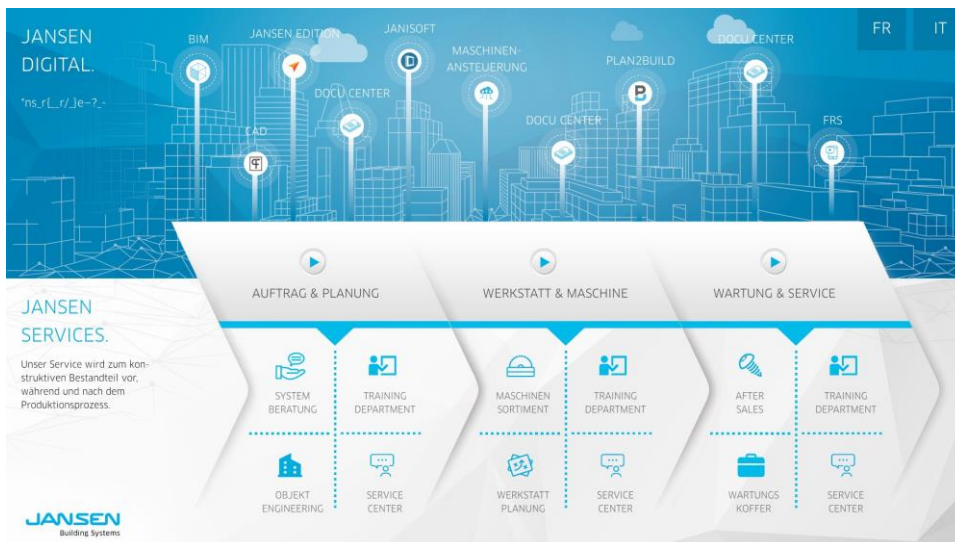 JANSEN
DIGITAL.
BIM
JANSEN EDITION
JANISOFT
MASCHINEN-
ANSTEUERUNG
DOCU CENTER
CAD
DOCU CENTER
PLAN2BUILD
DOCU CENTER
FRS
FR
IT
AUFTRAG & PLANUNG
WERKSTATT & MASCHINE
WARTUNG & SERVICE
JANSEN
SERVICES.
Unser Service wird zum kon-
struktiven Bestandteil vor,
während und nach dem
Produktionsprozess.
SYSTEM
BERATUNG
TRAINING
DEPARTMENT
OBJEKT
ENGINEERING
SERVICE
CENTER
MASCHINEN
SORTIMENT
TRAINING
DEPARTMENT
WERKSTATT
PLANUNG
SERVICE
CENTER
AFTER
SALES
TRAINING
DEPARTMENT
WARTUNGS
KOFFER
SERVICE
CENTER
JANSEN
Building Systems